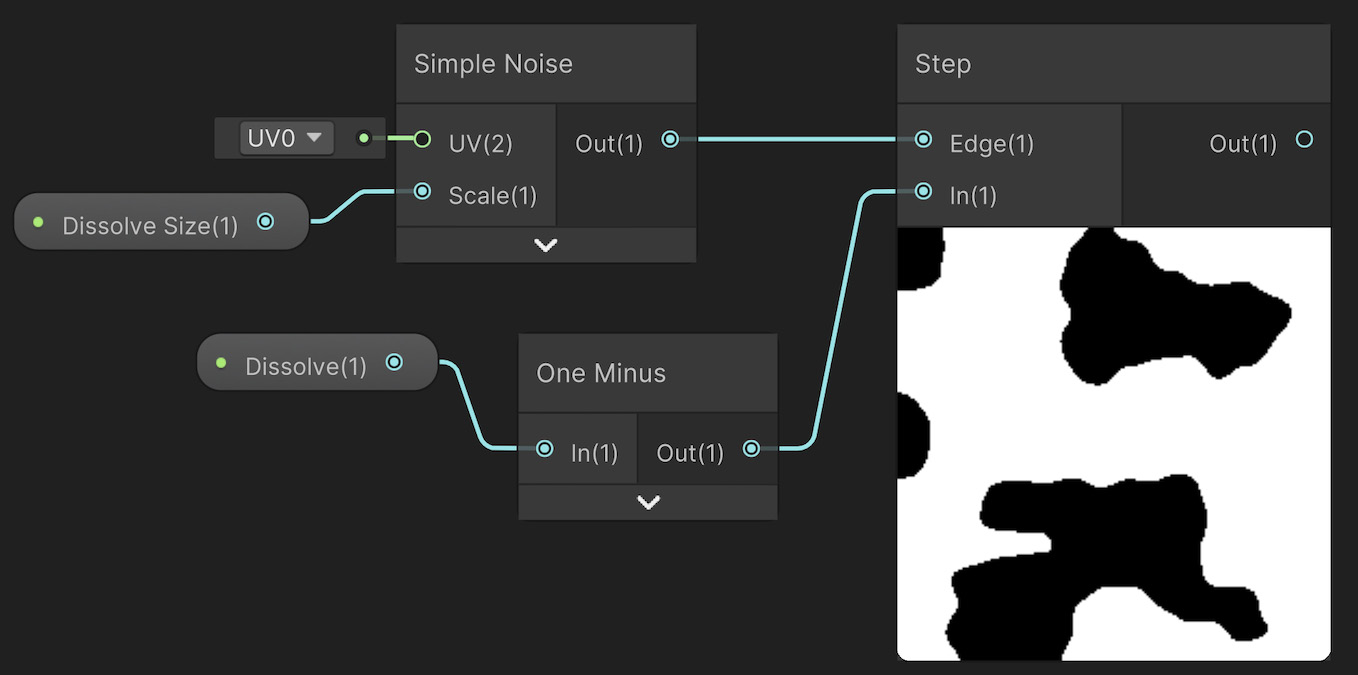 Simple Noise
UV0
UV(2)
Out(1)
Dissolve Size(1)
Scale(1)
Dissolve(1)
One Minus
In(1)
Out(1)
Step
Edge(1)
Out(1)
In(1)